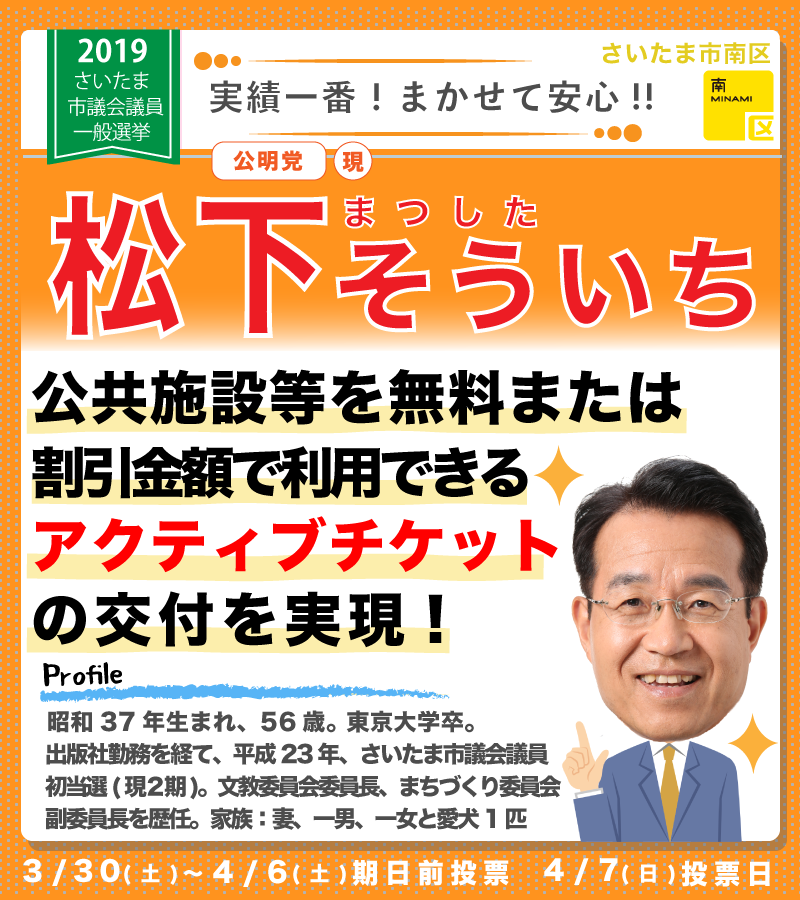 2019
さいたま
市議会議員
一般選挙
さいたま市南区
実績一番！まかせて安心!!
南
MINAMI
区
公明党 現
まつした
松下そういち
公共施設等を無料または
割引金額で利用できる
アクティブチケット
の交付を実現！
Profile
昭和37年生まれ、56歳。東京大学卒。
出版社勤務を経て、平成23年、さいたま市議会議員
初当選(現2期)。文教委員会委員長、まちづくり委員会
副委員長を歴任。家族：妻、一男、一女と愛犬1匹
3/30(土)～4/6(土)期日前投票 4/7(日)投票日